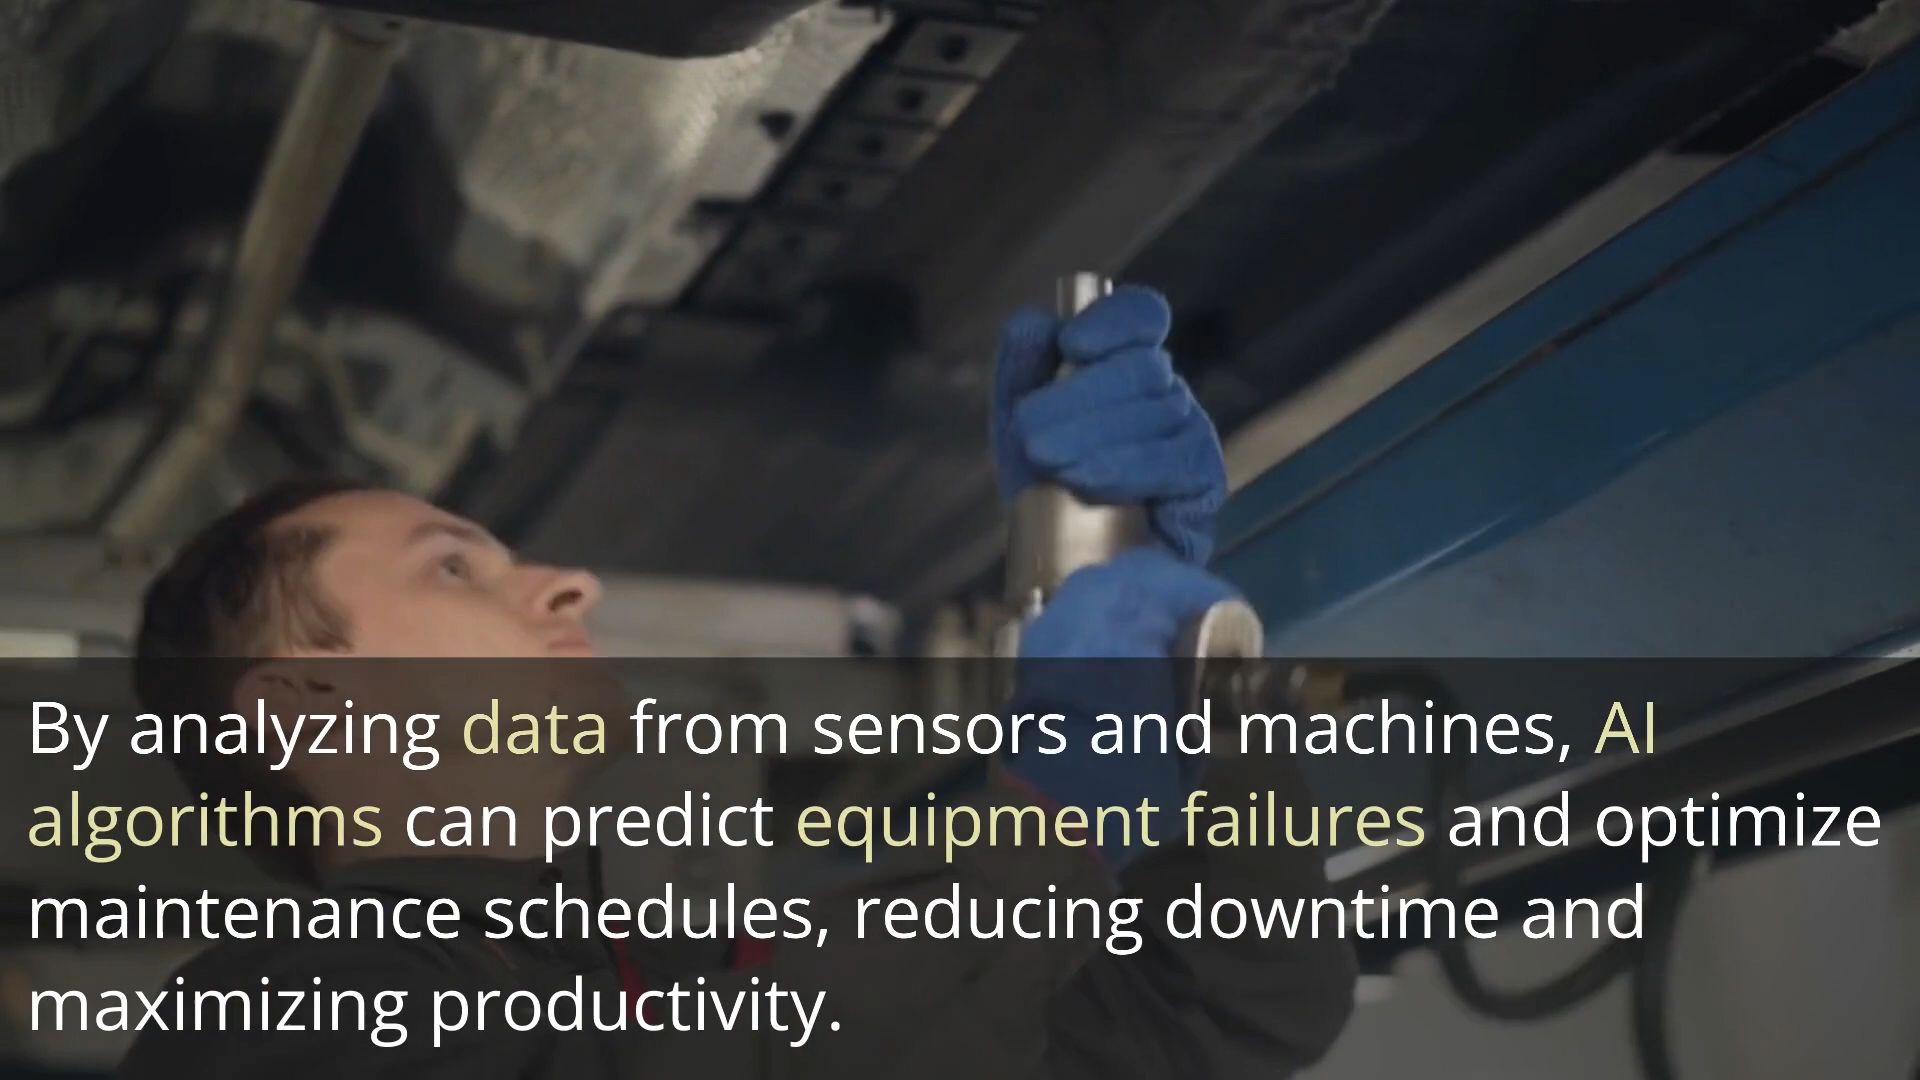 By analyzing data from sensors and machines, AI
algorithms can predict equipment failures and optimize
maintenance schedules, reducing downtime and
maximizing productivity.